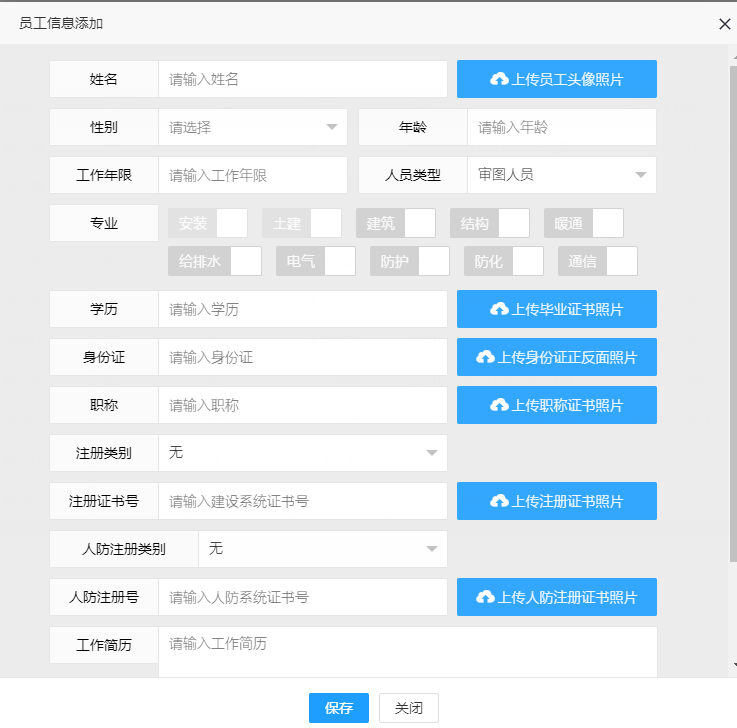 员工信息添加
姓名 请输入姓名 上传员工头像照片
性别 请选择 年龄 请输入年龄
工作年限 请输入工作年限 人员类型 审图人员
专业 安装 土建 建筑 结构 暖通
给排水 电气 防护 防化 通信
学历 请输入学历 上传毕业证书照片
身份证 请输入身份证 上传身份证正反面照片
职称 请输入职称 上传职称证书照片
注册类别 无
注册证书号 请输入建设系统证书号 上传注册证书照片
人防注册类别 无
人防注册号 请输入人防系统证书号 上传人防注册证书照片
工作简历 请输入工作简历
保存 关闭